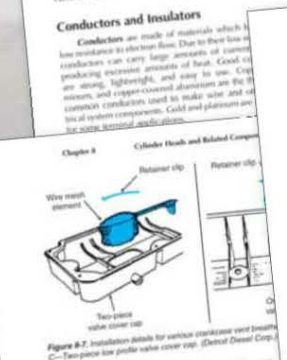 Conductors and Insulators
Conductors are made of materials which
low resistance to electron flow. Due to their low
conductors can carry large amounts of current
producing excessive amounts of heat. Good
are strong, lightweight, and easy to use.
minum, and copper-covered aluminum are the
common conductors used to make wire and
trical system components. Gold and platinum are
for some terminal applications.
Chapter 8
Cylinder Heads and Related
Retainer clip
Retainer clip
Wire mesh
element
Two-piece
valve cover cap
Figure 8-7. Installation details for various crankcase vent
C—Two-piece low profile valve cover cap. (Detroit Diesel Corp.)